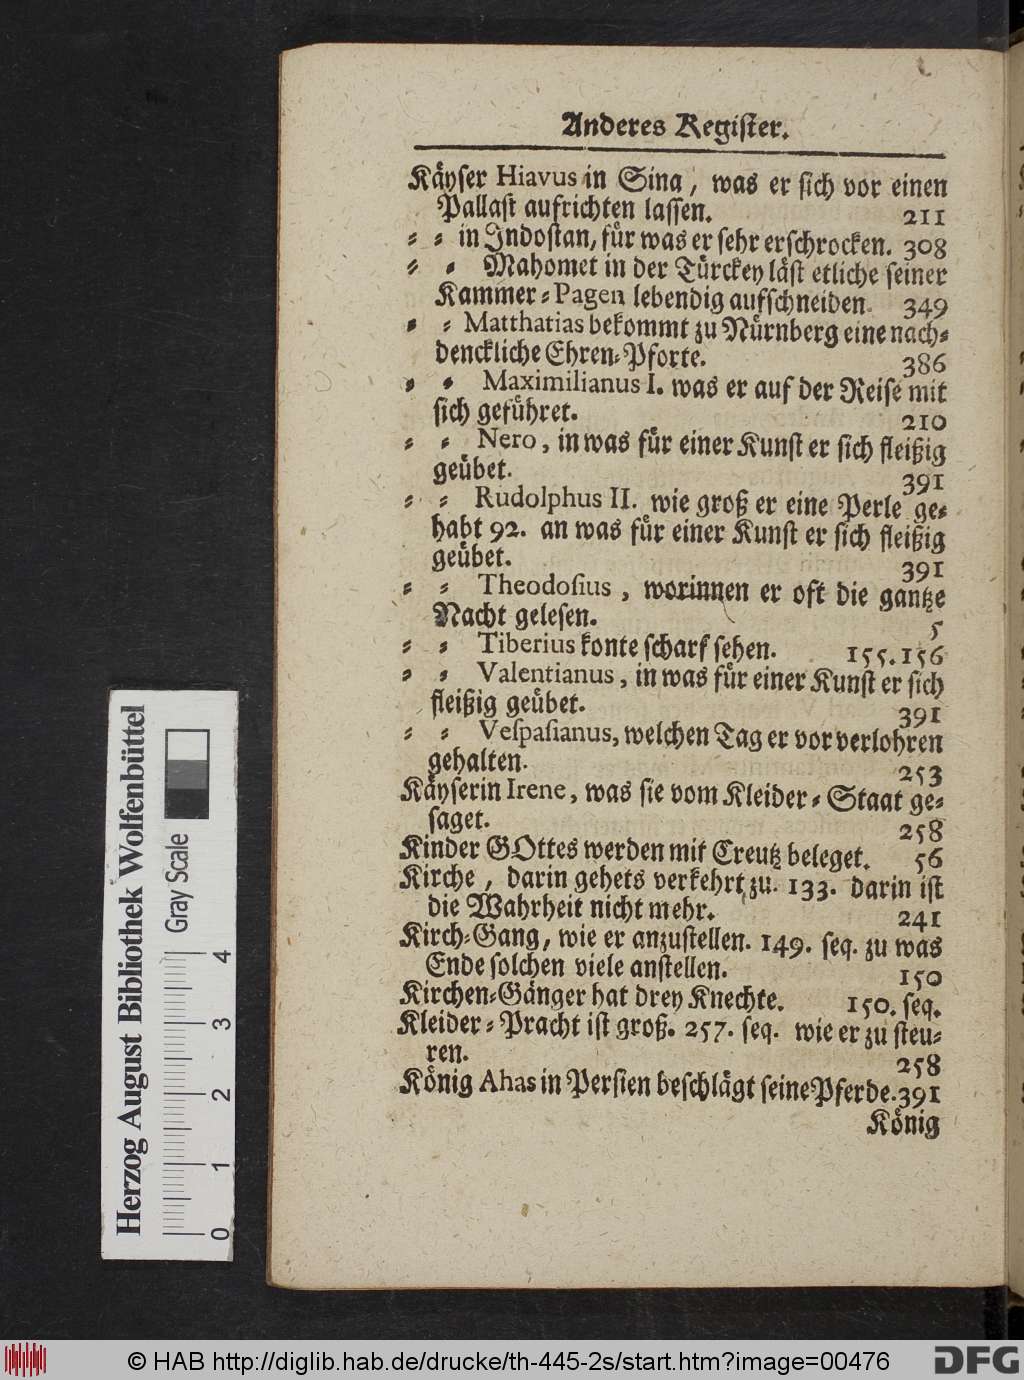 Anderes Register.
Käyser Hiavus in Sina, was er sich vor einen
Pallast aufrichten lassen. 211
⸗ ⸗ in Indostan, für was er sehr erschrocken. 308
⸗ ⸗ Mahomet in der Türckey läst etliche seiner
Kammer⸗Pagen lebendig aufschneiden. 349
⸗ ⸗ Matthatias bekommt zu Nürnberg eine nach⸗
denckliche Ehren⸗Pforte. 386
⸗ ⸗ Maximilianus I. was er auf der Reise mit
sich geführet. 210
⸗ ⸗ Nero, in was für einer Kunst er sich fleißig
geübet. 391
⸗ ⸗ Rudolphus II. wie groß er eine Perle ge⸗
habt 92. an was für einer Kunst er sich fleißig
geübet. 391
⸗ ⸗ Theodosius, worinnen er oft die gantze
Nacht gelesen. 5
⸗ ⸗ Tiberius konte scharf sehen. 155.156
⸗ ⸗ Valentianus, in was für einer Kunst er sich
fleißig geübet. 391
⸗ ⸗ Vespasianus, welchen Tag er vor verlohren
gehalten. 253
Käyserin Irene, was sie vom Kleider⸗Staat ge⸗
saget. 258
Kinder GOttes werden mit Creutz beleget. 56
Kirche, darin gehets verkehrt zu. 133. darin ist
die Wahrheit nicht mehr. 241
Kirch⸗Gang, wie er anzustellen. 149. seq. zu was
Ende solchen viele anstellen. 150
Kirchen⸗Gänger hat drey Knechte. 150. seq.
Kleider⸗Pracht ist groß. 257. seq. wie er zu steu⸗
ren. 258
König Ahas in Persien beschlägt seine Pferde. 391
König
Herzog August Bibliothek Wolfenbüttel
Gray Scale
0 1 2 3 4
© HAB http://diglib.hab.de/drucke/th-445-2s/start.htm?image=00476
DFG